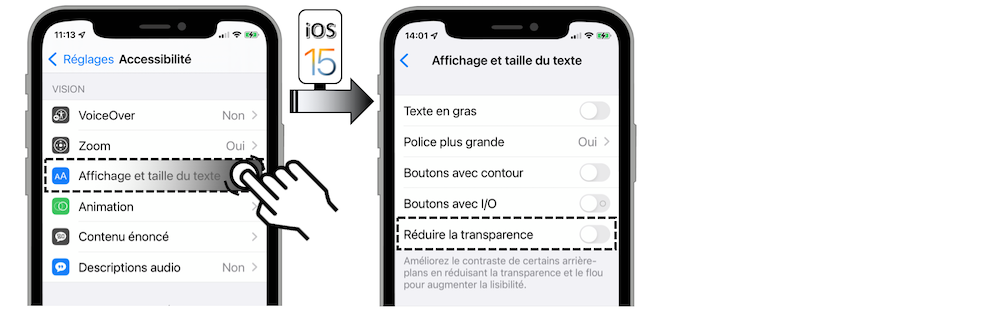 11:13
Réglages Accessibilité
VISION
VoiceOver Non
Zoom Oui
AA Affichage et taille du texte
Animation
Contenu énoncé
Descriptions audio Non
iOS
15
14:01
Affichage et taille du texte
Texte en gras
Police plus grande Oui
Boutons avec contour
Boutons avec I/O
Réduire la transparence
Améliorez le contraste de certains arrière-
plans en réduisant la transparence et le flou
pour augmenter la lisibilité.